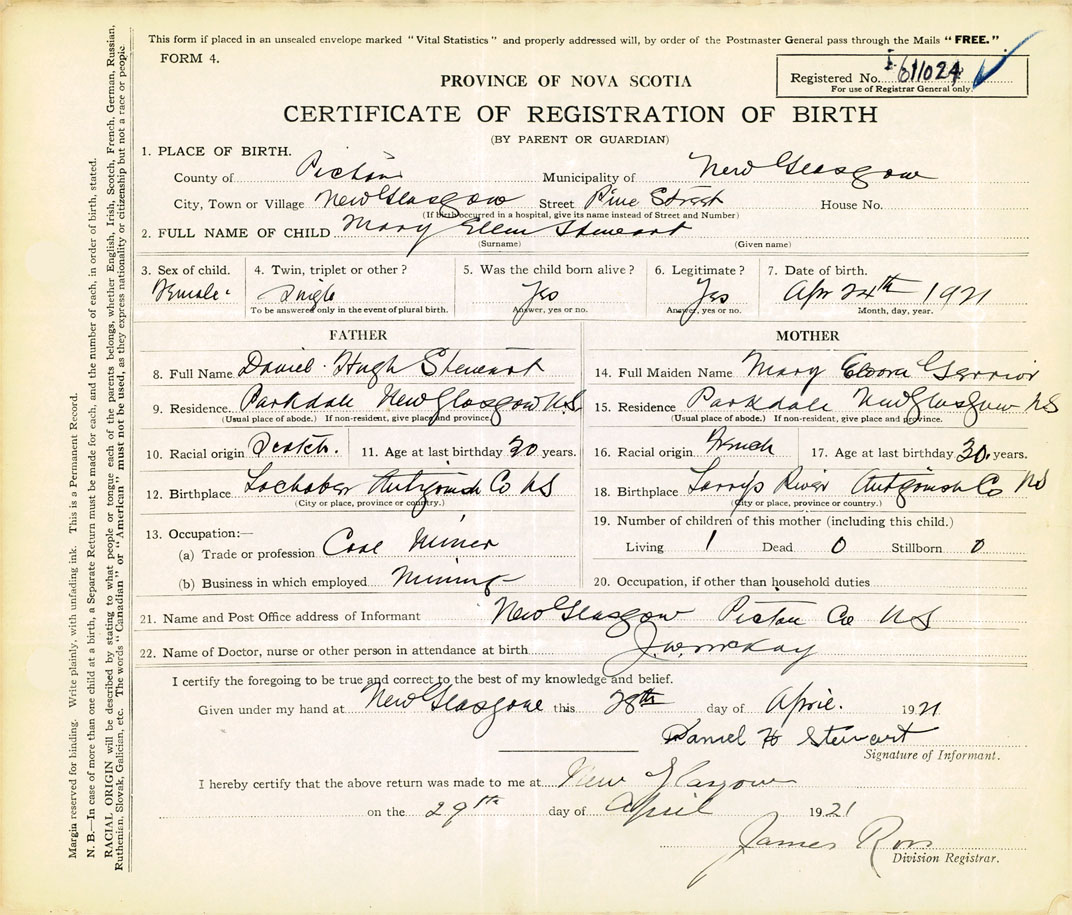 This form if placed in an unsealed envelope marked "Vital Statistics" and properly addressed will, by order of the Postmaster General pass through the Mails "FREE."
FORM 4.
Registered No. 611024
For use of Registrar General only.
PROVINCE OF NOVA SCOTIA
CERTIFICATE OF REGISTRATION OF BIRTH
(BY PARENT OR GUARDIAN)
1. PLACE OF BIRTH.
County of Pictou Municipality of New Glasgow
City, Town or Village New Glasgow Street Pine Street House No.
(If birth occurred in a hospital, give its name instead of Street and Number)
2. FULL NAME OF CHILD Mary Ellen Stewart
(Surname) (Given name)
3. Sex of child. 4. Twin, triplet or other? 5. Was the child born alive? 6. Legitimate? 7. Date of birth.
Female Single Yes Yes Apr 24th 1921
To be answered only in the event of plural birth. Answer, yes or no. Answer, yes or no. Month, day, year.
FATHER
8. Full Name Daniel Hugh Stewart
9. Residence Parkdale New Glasgow N.S.
(Usual place of abode.) If non-resident, give place and province.
10. Racial origin Scotch. 11. Age at last birthday 30 years.
12. Birthplace Lochaber Antigonish Co NS
(City or place, province or country.)
13. Occupation:—
(a) Trade or profession Coal Miner
(b) Business in which employed Mining
MOTHER
14. Full Maiden Name Mary
15. Residence Parkdale New Glasgow NS
(Usual place of abode.) If non-resident, give place and province.
16. Racial origin French 17. Age at last birthday 30 years.
18. Birthplace Larrys River Antigonish Co NS
(City or place, province or country.)
19. Number of children of this mother (including this child.)
Living 1 Dead 0 Stillborn 0
20. Occupation, if other than household duties
21. Name and Post Office address of Informant New Glasgow Pictou Co NS
22. Name of Doctor, nurse or other person in attendance at birth J.W. McKay
I certify the foregoing to be true and correct to the best of my knowledge and belief.
Given under my hand at New Glasgow this 28th day of April. 1921
Daniel H Stewart
Signature of Informant.
I hereby certify that the above return was made to me at New Glasgow
on the 29th day of April 1921
James Ross
Division Registrar.
Margin reserved for binding. Write plainly, with unfading ink. This is a Permanent Record.
N. B.—In case of more than one child at a birth, a Separate Return must be made for each, and the number of each, in order of birth, stated.
RACIAL ORIGIN will be described by stating to what people or tongue each of the parents belongs, whether English, Irish, Scotch, French, German, Russian,
Ruthenian, Slovak, Galician, etc. The words "Canadian" or "American" must not be used, as they express nationality or citizenship but not a race or people.